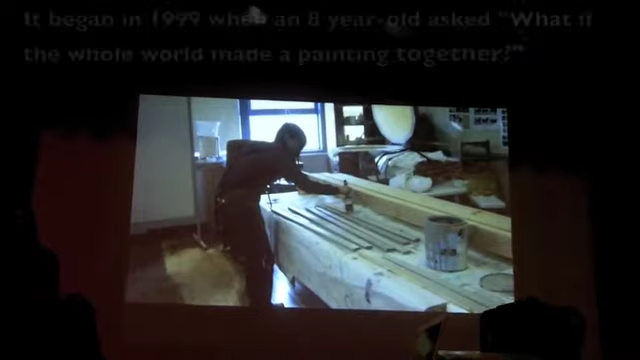 It began in 1999 when an 8 year-old asked "What if
the whole world made a painting together?"